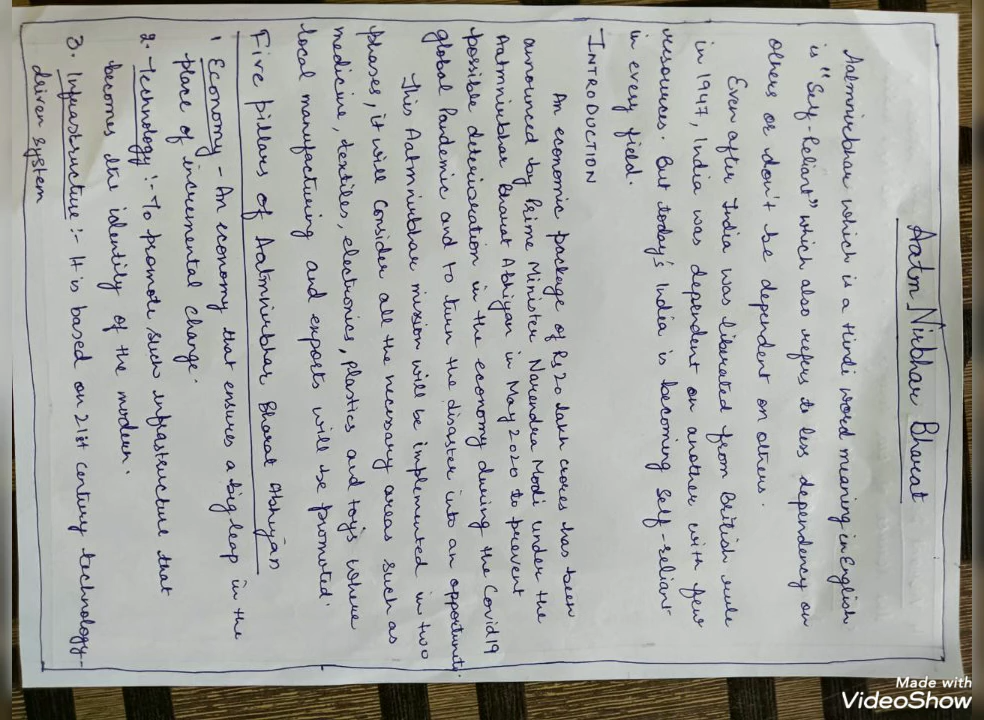 Aatm Nirbhar Bharat
Aatmnirbhar which is a Hindi word meaning in English
is "Self-Reliant" which also refers to less dependency on
others or don't be dependent on others.
Even after India was liberated from British rule
in 1947, India was dependent on another with few
resources. But today's India is becoming self-reliant
in every field.
INTRODUCTION
An economic package of Rs 20 lakh crores has been
announced by Prime Minister Narendra Modi under the
Aatmnirbhar Bharat Abhiyan in May 2020 to prevent
possible deterioration in the economy during the Covid19
global Pandemic and to turn the disaster into an opportunity.
This Aatmnirbhar mission will be implemented in two
phases, it will consider all the necessary areas such as
medicine, textiles, electronics, plastics and toys where
local manufacturing and exports will be promoted.
Five pillars of Aatmnirbhar Bharat Abhiyan
1 Economy - An economy that ensures a big leap in the
place of incremental change.
2. Technology :- To promote such infrastructure that
becomes the identity of the modern.
3. Infrastructure :- It is based on 21st century technology-
driven system
Made with
VideoShow